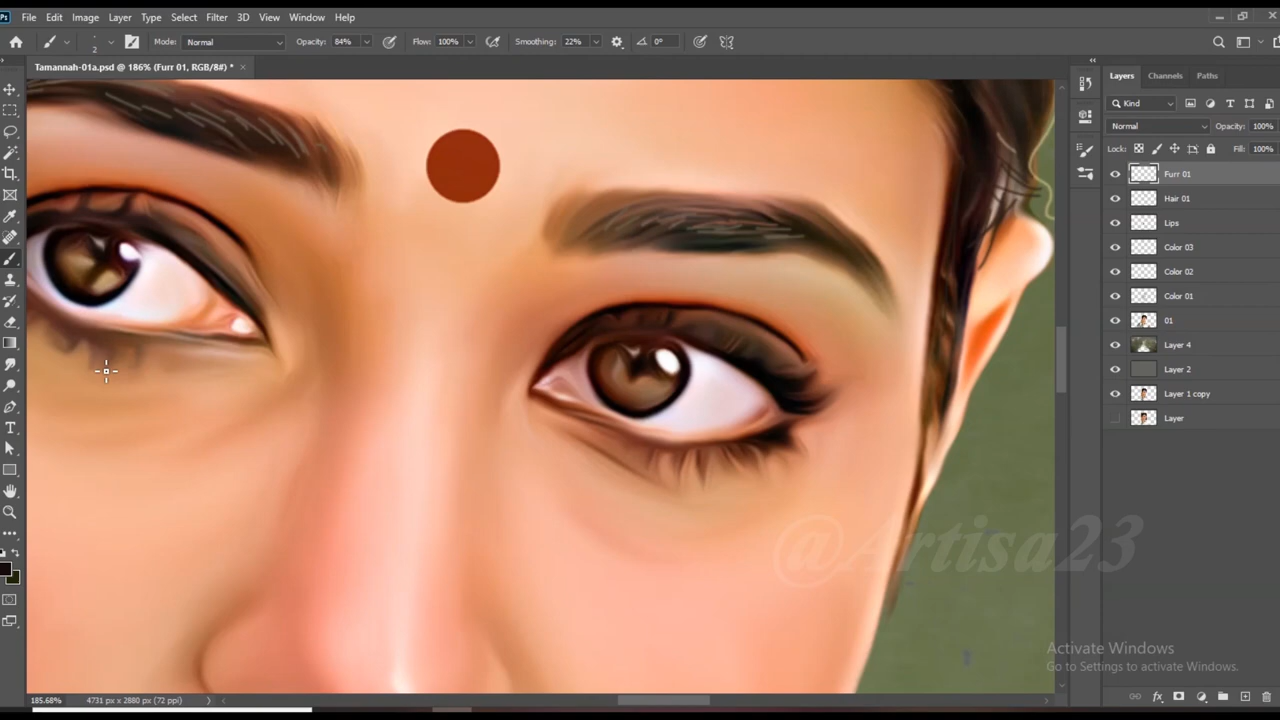 Ps File Edit Image Layer Type Select Filter 3D View Window Help
2 Mode: Normal Opacity: 84% Flow: 100% Smoothing: 22% 0°
Tamannah-01a.psd @ 186% (Furr 01, RGB/8#) * ×
Layers Channels Paths
Kind
Normal Opacity: 100%
Lock: Fill: 100%
Furr 01
Hair 01
Lips
Color 03
Color 02
Color 01
01
Layer 4
Layer 2
Layer 1 copy
Layer
@Artisa23
Activate Windows
Go to Settings to activate Windows.
185.68% 4731 px x 2880 px (72 ppi)